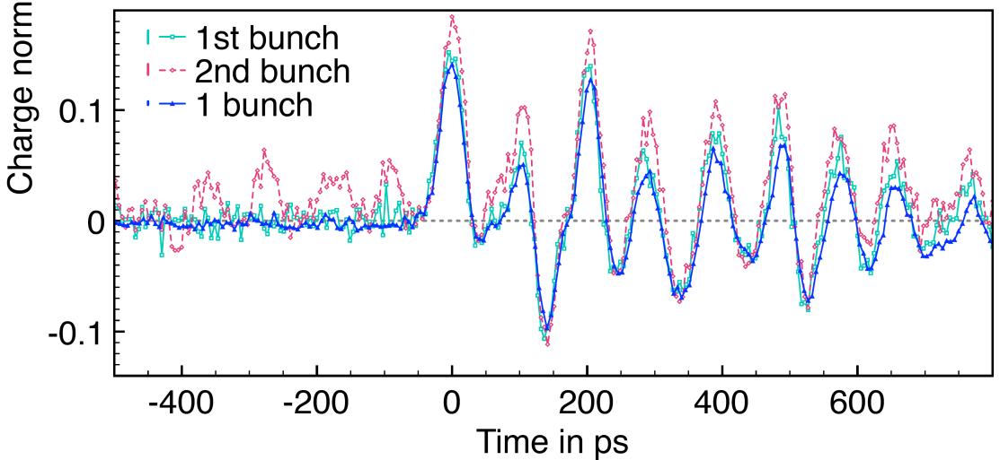 Charge norm
1st bunch
2nd bunch
1 bunch
0.1
0
-0.1
-400 -200 0 200 400 600
Time in ps